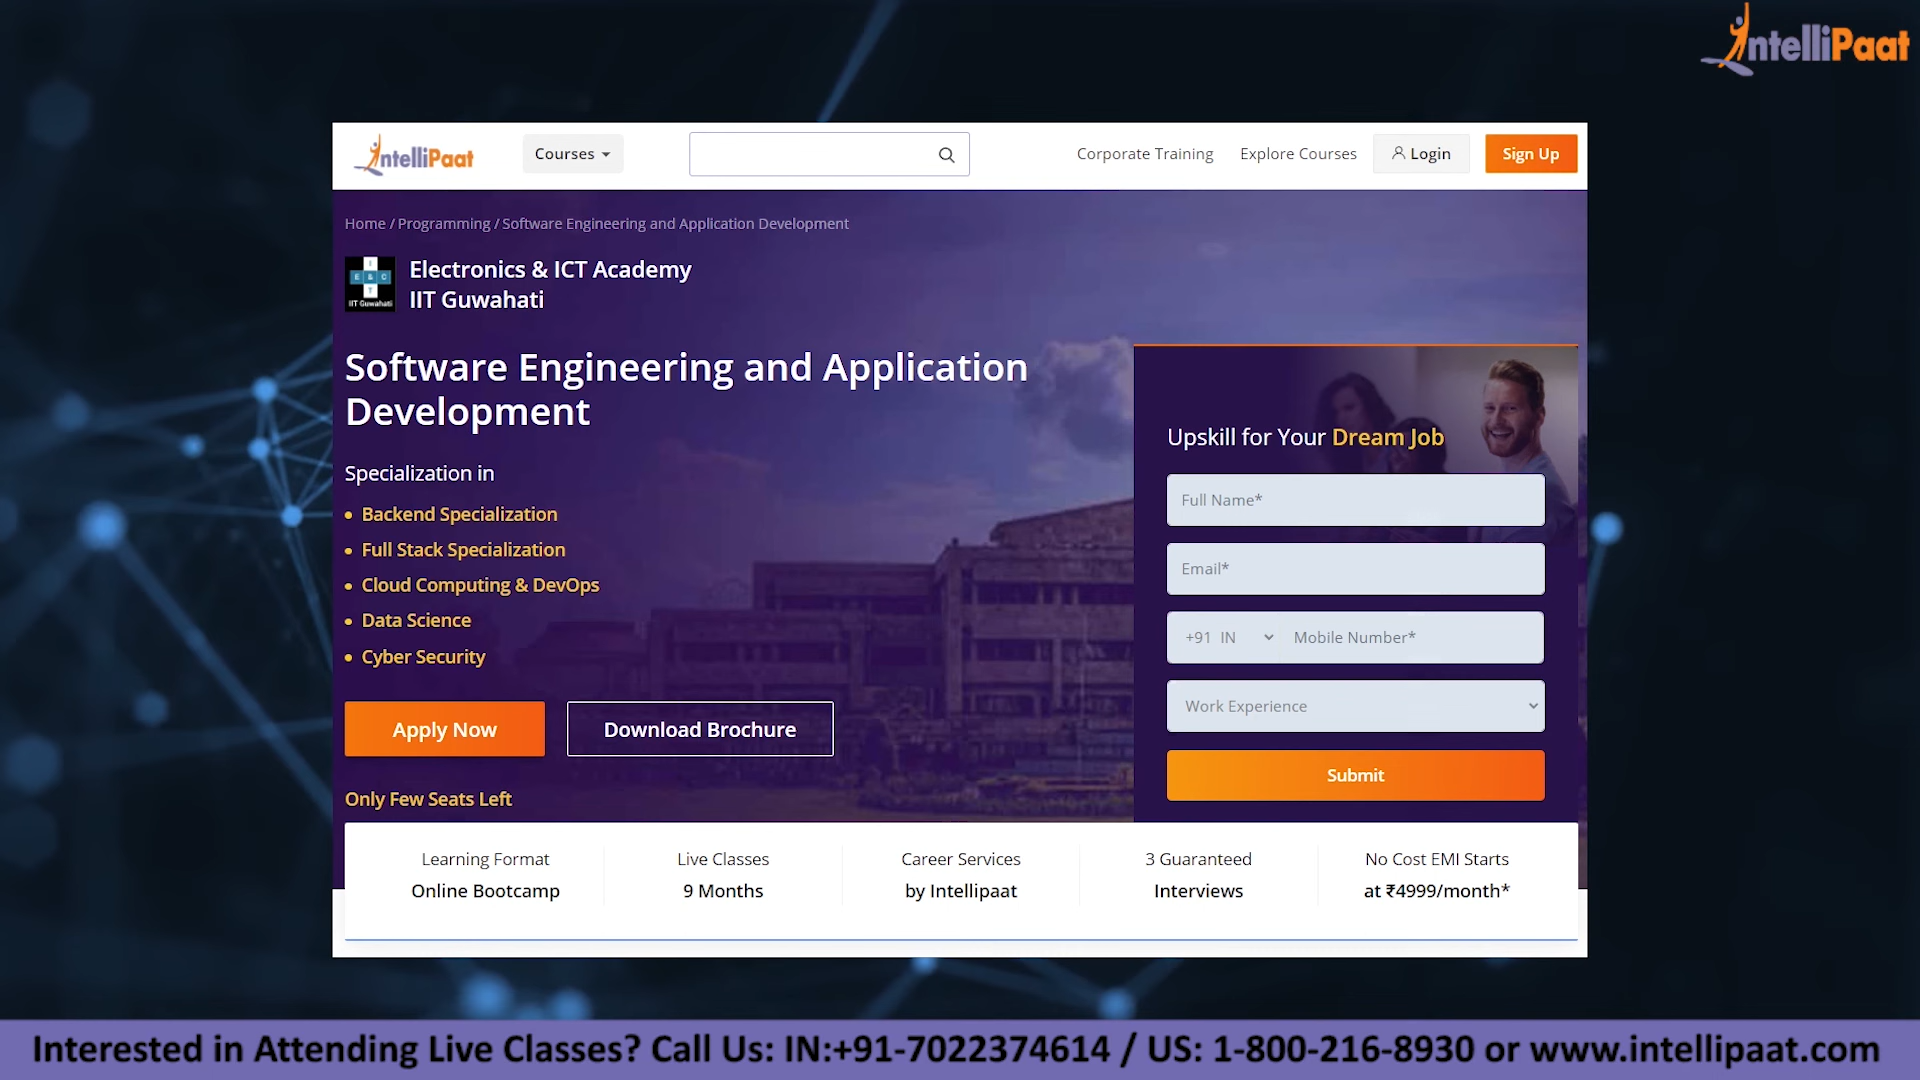 IntelliPaat
IntelliPaat
Courses
Corporate Training
Explore Courses
Login
Sign Up
Home / Programming / Software Engineering and Application Development
I
E & C
T
IIT Guwahati
Electronics & ICT Academy
IIT Guwahati
Software Engineering and Application
Development
Specialization in
Backend Specialization
Full Stack Specialization
Cloud Computing & DevOps
Data Science
Cyber Security
Apply Now
Download Brochure
Only Few Seats Left
Upskill for Your Dream Job
Full Name*
Email*
+91 IN
Mobile Number*
Work Experience
Submit
Learning Format
Online Bootcamp
Live Classes
9 Months
Career Services
by Intellipaat
3 Guaranteed
Interviews
No Cost EMI Starts
at ₹4999/month*
Interested in Attending Live Classes? Call Us: IN:+91-7022374614 / US: 1-800-216-8930 or www.intellipaat.com